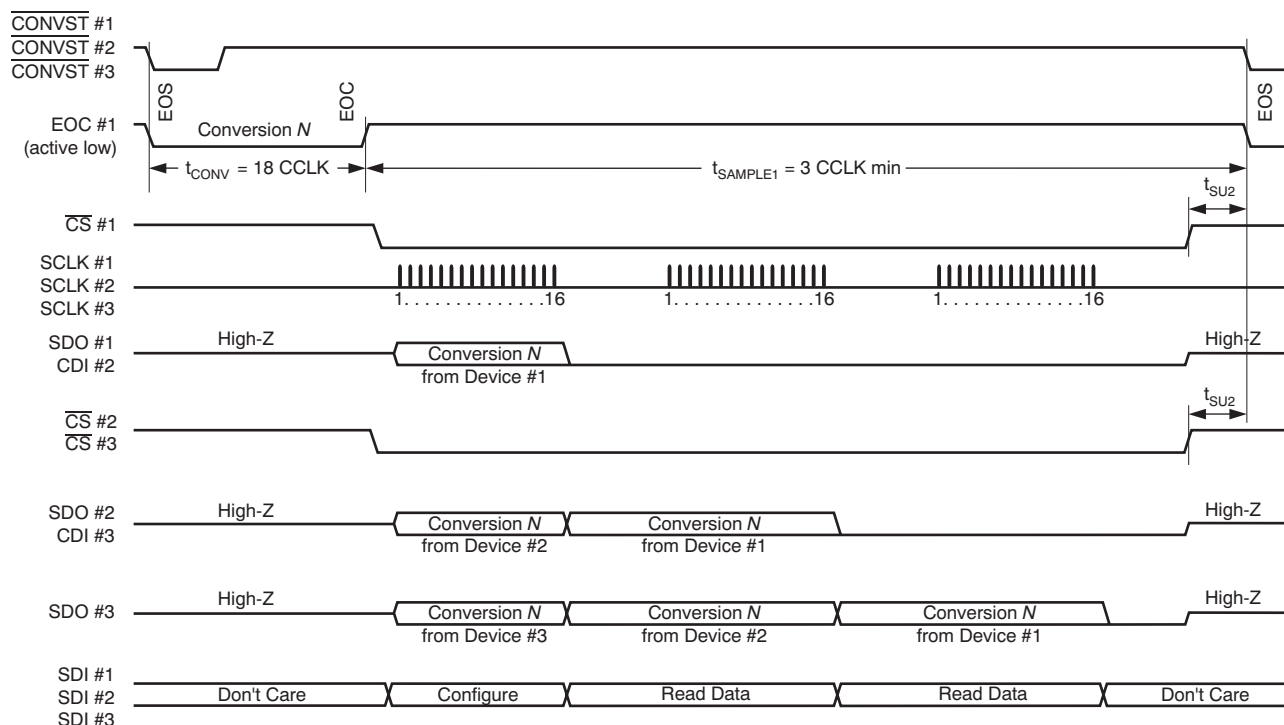 CONVST #1
CONVST #2
CONVST #3
EOS
EOC
EOS
EOC #1
(active low)
Conversion N
tCONV = 18 CCLK
tSAMPLE1 = 3 CCLK min
tSU2
CS #1
SCLK #1
SCLK #2
SCLK #3
1. . . . . . . . . . . . . .16
1. . . . . . . . . . . . . .16
1. . . . . . . . . . . . . .16
SDO #1
CDI #2
High-Z
Conversion N
from Device #1
High-Z
tSU2
CS #2
CS #3
SDO #2
CDI #3
High-Z
Conversion N
from Device #2
Conversion N
from Device #1
High-Z
SDO #3
High-Z
Conversion N
from Device #3
Conversion N
from Device #2
Conversion N
from Device #1
High-Z
SDI #1
SDI #2
SDI #3
Don't Care
Configure
Read Data
Read Data
Don't Care